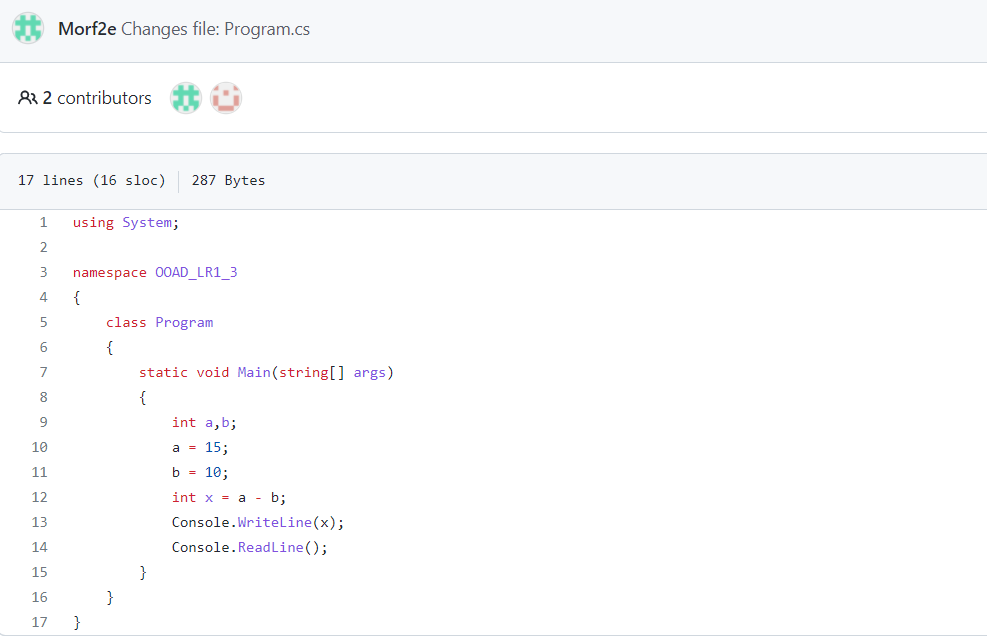 Morf2e Changes file: Program.cs
2 contributors
17 lines (16 sloc) 287 Bytes
1 using System;
2
3 namespace OOAD_LR1_3
4 {
5     class Program
6     {
7         static void Main(string[] args)
8         {
9             int a,b;
10             a = 15;
11             b = 10;
12             int x = a - b;
13             Console.WriteLine(x);
14             Console.ReadLine();
15         }
16     }
17 }